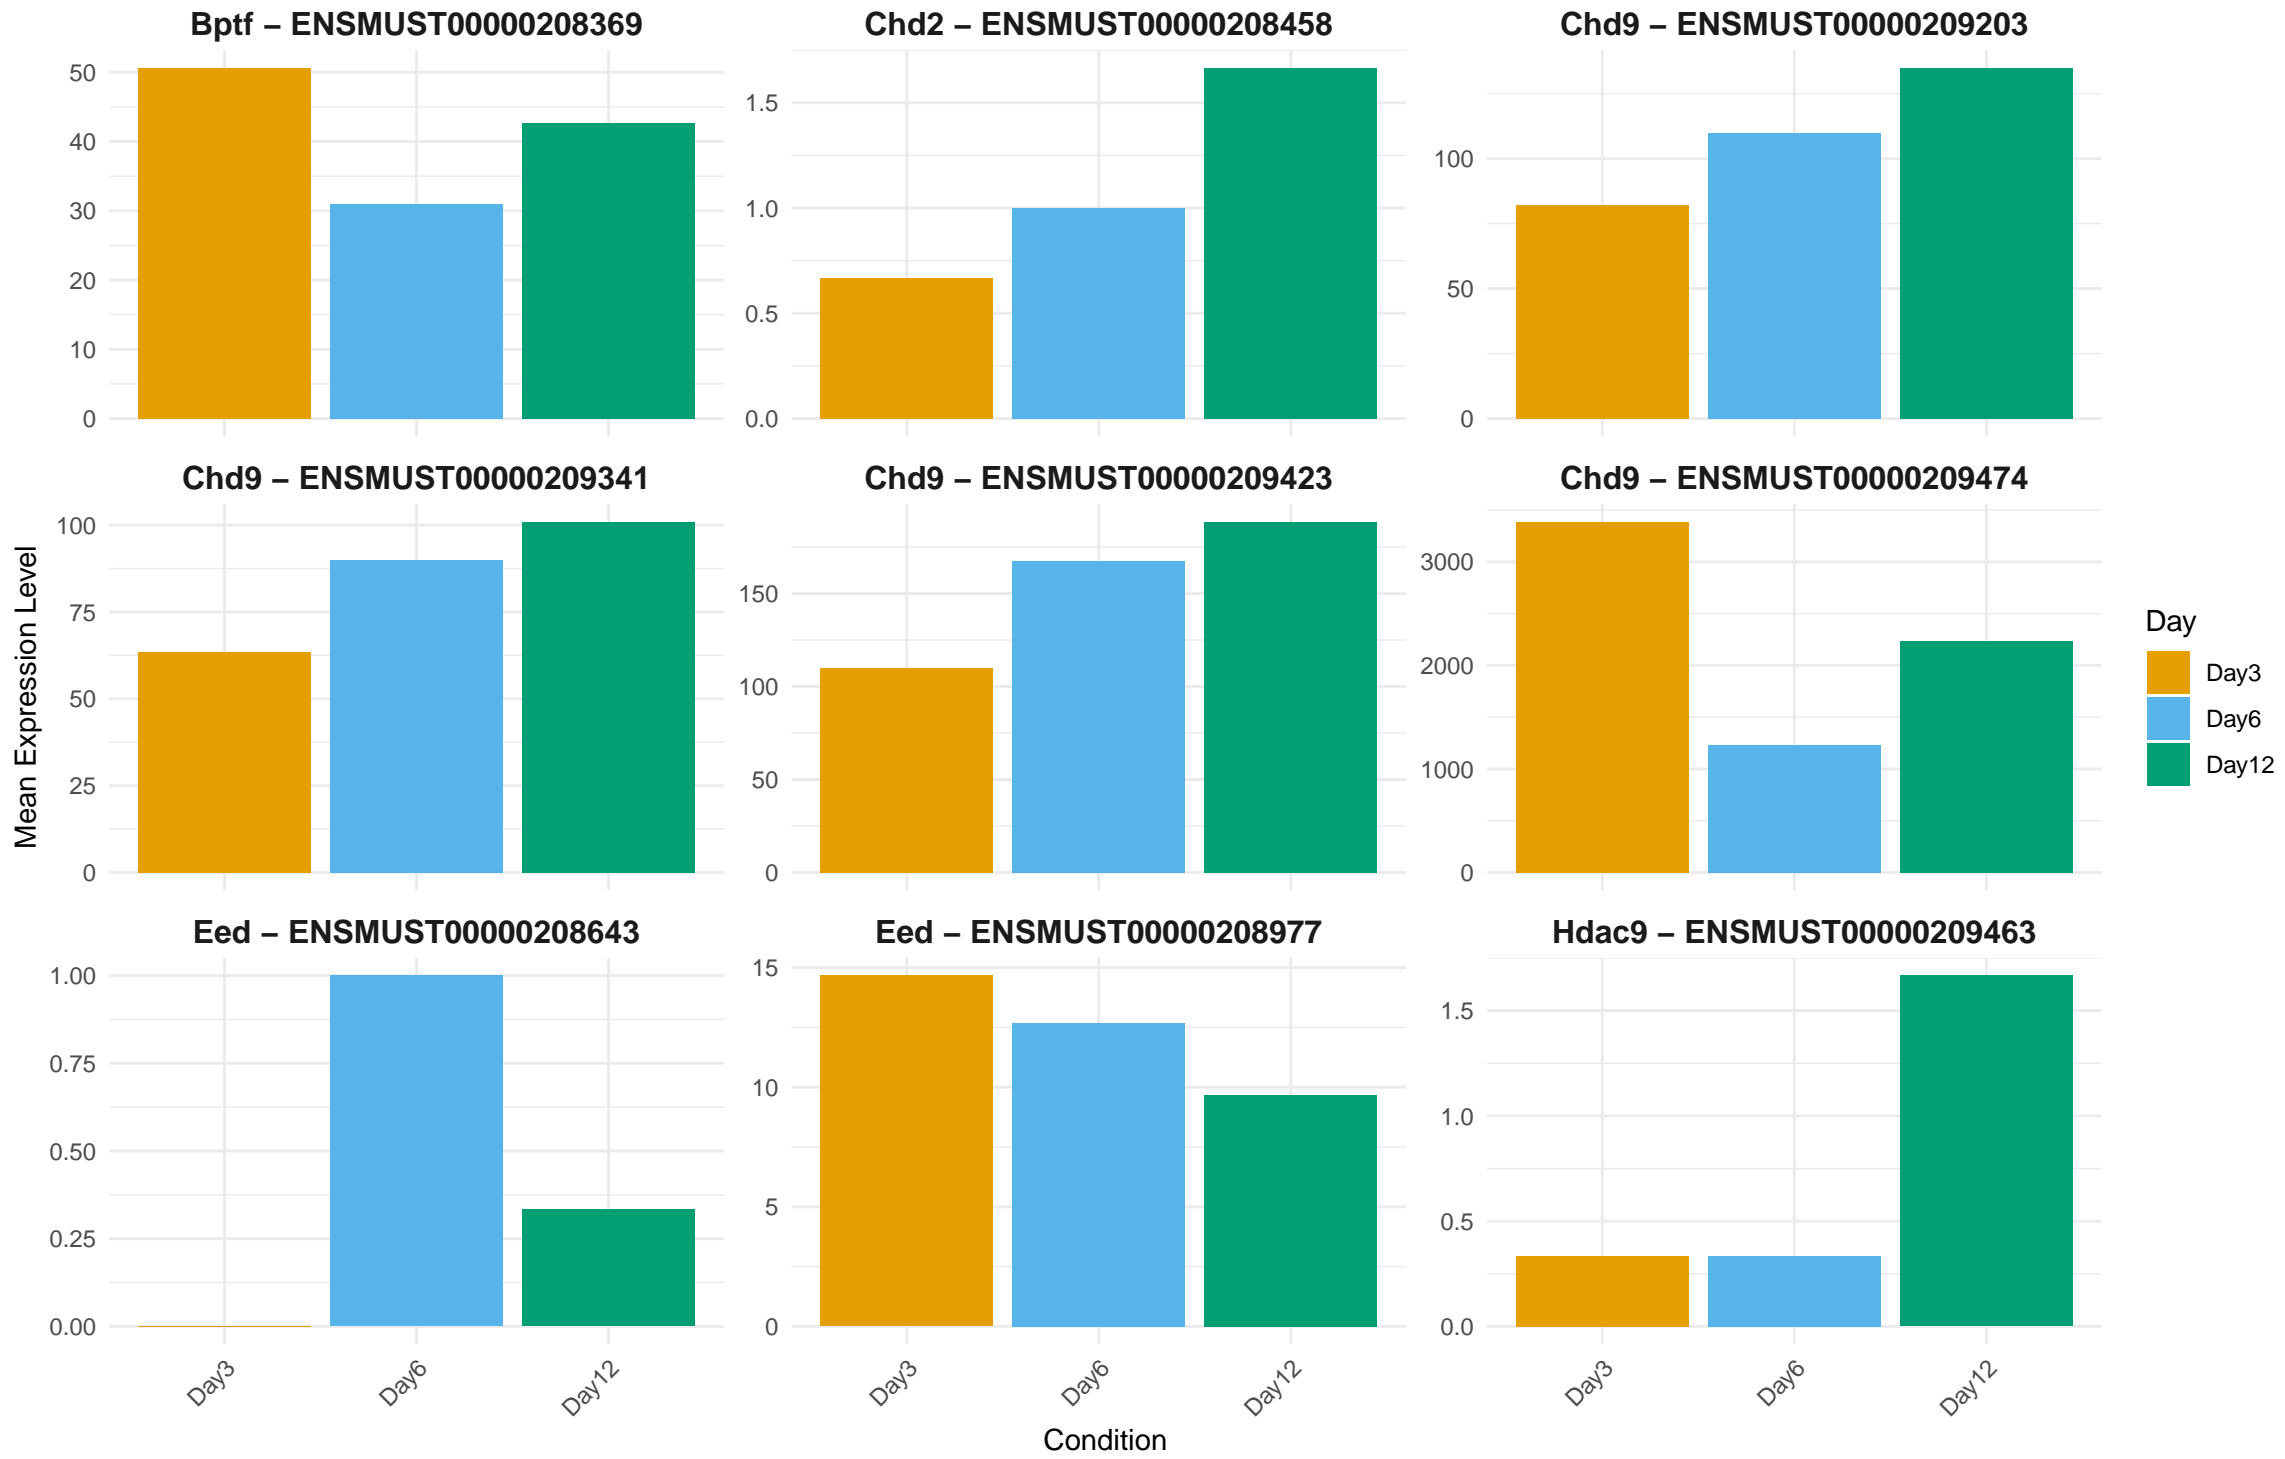 Bptf – ENSMUST00000208369
Chd2 – ENSMUST00000208458
Chd9 – ENSMUST00000209203
50
40
30
20
10
0
1.5
1.0
0.5
0.0
100
50
0
Chd9 – ENSMUST00000209341
Chd9 – ENSMUST00000209423
Chd9 – ENSMUST00000209474
100
75
50
25
0
150
100
50
0
3000
2000
1000
0
Eed – ENSMUST00000208643
Eed – ENSMUST00000208977
Hdac9 – ENSMUST00000209463
1.00
0.75
0.50
0.25
0.00
15
10
5
0
1.5
1.0
0.5
0.0
Day3
Day6
Day12
Day3
Day6
Day12
Day3
Day6
Day12
Condition
Mean Expression Level
Day
Day3
Day6
Day12